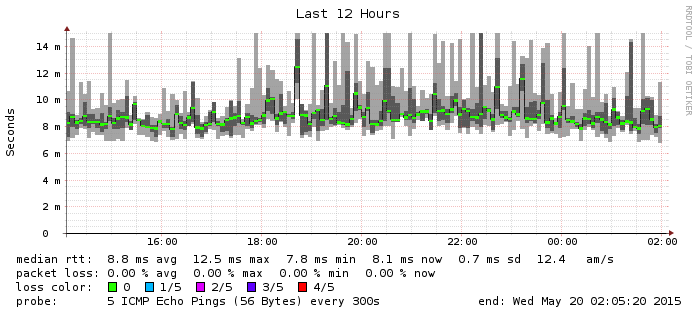 Last 12 Hours
RRDTOOL / TOBI OETIKER
Seconds
14 m
12 m
10 m
8 m
6 m
4 m
2 m
0
16:00 18:00 20:00 22:00 00:00 02:00
median rtt: 8.8 ms avg 12.5 ms max 7.8 ms min 8.1 ms now 0.7 ms sd 12.4 am/s
packet loss: 0.00 % avg 0.00 % max 0.00 % min 0.00 % now
loss color: 0 1/5 2/5 3/5 4/5
probe: 5 ICMP Echo Pings (56 Bytes) every 300s end: Wed May 20 02:05:20 2015